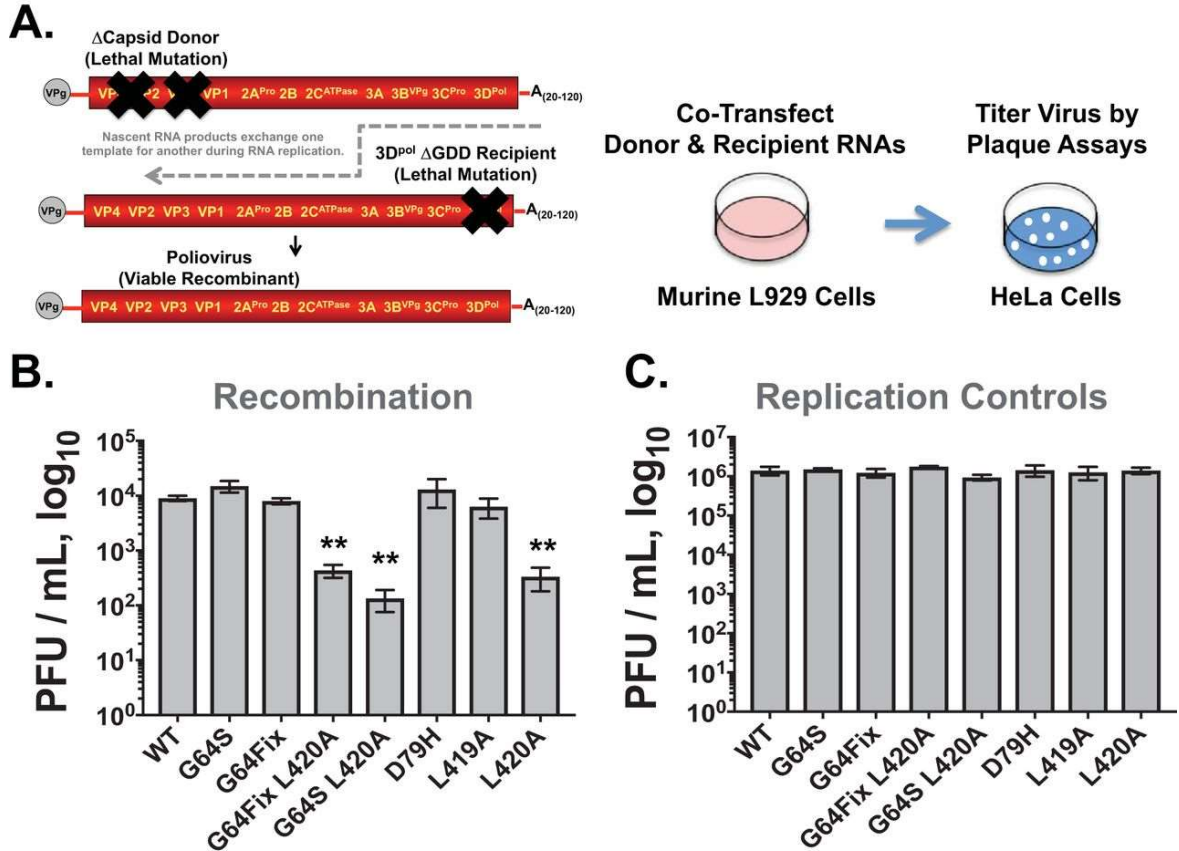 A.
ΔCapsid Donor
(Lethal Mutation)
VPg
VP1 2A^Pro 2B 2C^ATPase 3A 3B^VPg 3C^Pro 3D^Pol
A(20-120)
Nascent RNA products exchange one
template for another during RNA replication.
3D^pol ΔGDD Recipient
(Lethal Mutation)
VPg
VP4 VP2 VP3 VP1 2A^Pro 2B 2C^ATPase 3A 3B^VPg 3C^Pro
A(20-120)
Poliovirus
(Viable Recombinant)
VPg
VP4 VP2 VP3 VP1 2A^Pro 2B 2C^ATPase 3A 3B^VPg 3C^Pro 3D^Pol
A(20-120)
Co-Transfect
Donor & Recipient RNAs
Murine L929 Cells
Titer Virus by
Plaque Assays
HeLa Cells
B.
Recombination
PFU / mL, log10
10^5
10^4
10^3
10^2
10^1
10^0
**
**
**
WT
G64S
G64Fix
G64Fix L420A
G64S L420A
D79H
L419A
L420A
C.
Replication Controls
PFU / mL, log10
10^7
10^6
10^5
10^4
10^3
10^2
10^1
10^0
WT
G64S
G64Fix
G64Fix L420A
G64S L420A
D79H
L419A
L420A